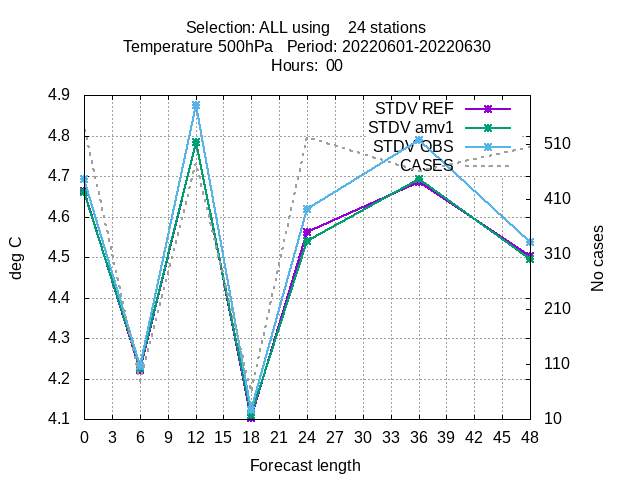 Selection: ALL using    24 stations
Temperature 500hPa   Period: 20220601-20220630
Hours:  00
STDV REF
STDV amv1
STDV OBS
CASES
4.9
4.8
4.7
4.6
4.5
4.4
4.3
4.2
4.1
deg C
510
410
310
210
110
10
No cases
0 3 6 9 12 15 18 21 24 27 30 33 36 39 42 45 48
Forecast length